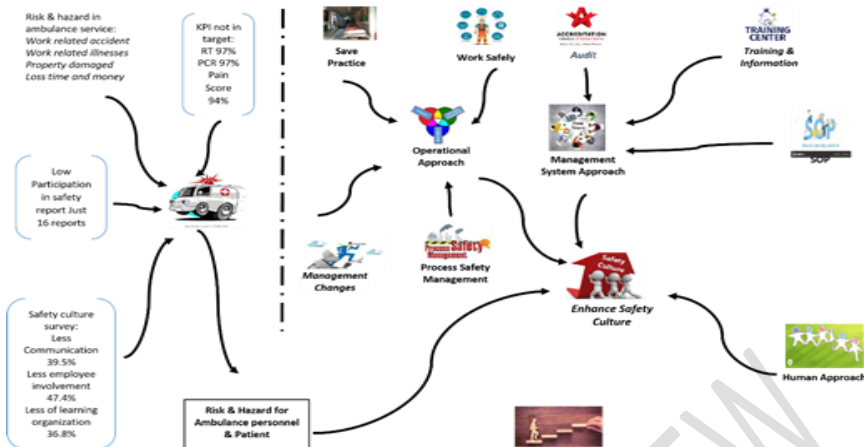 Risk & hazard in
ambulance service:
Work related accident
Work related illnesses
Property damaged
Loss time and money
KPI not in
target:
RT 97%
PCR 97%
Pain
Score
94%
Low
Participation
in safety
report Just
16 reports
Safety culture
survey:
Less
Communication
39.5%
Less employee
involvement
47.4%
Less of learning
organization
36.8%
Risk & Hazard for
Ambulance personnel
& Patient
Save
Practice
Work Safely
ACCREDITATION
Audit
TRAINING
CENTER
Training &
Information
Operational
Approach
Management
System Approach
SOP
SOP
Management
Changes
Process Safety
Management.
Process Safety
Management
Safety
Culture
Enhance Safety
Culture
Human Approach
EW